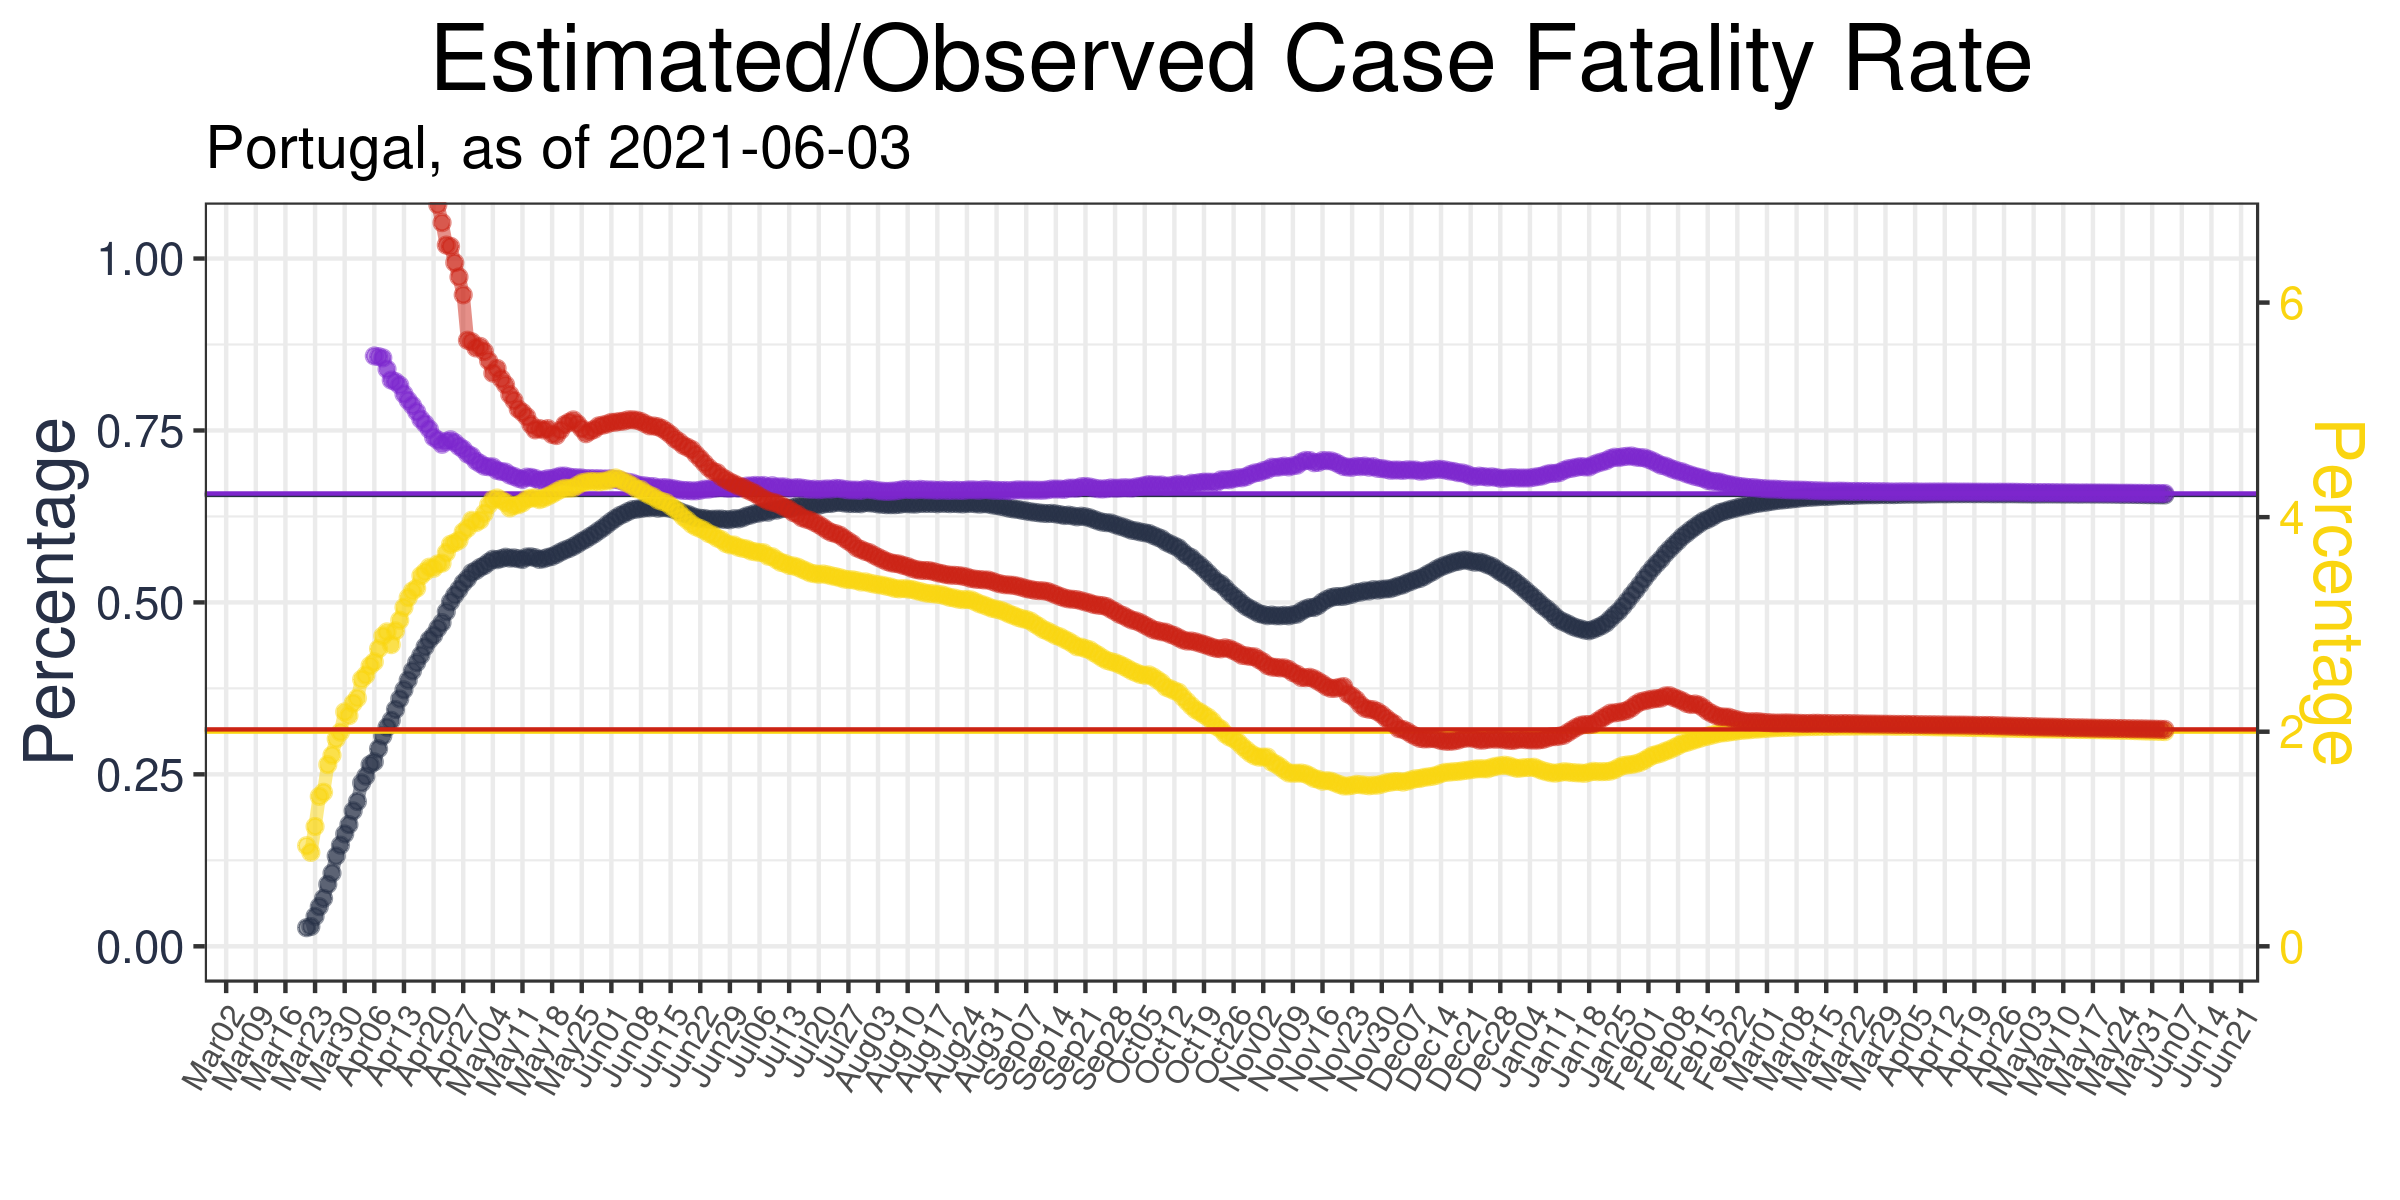 Estimated/Observed Case Fatality Rate
Portugal, as of 2021-06-03
Percentage
1.00
0.75
0.50
0.25
0.00
6
4
2
0
Percentage
Mar02
Mar09
Mar16
Mar23
Mar30
Apr06
Apr13
Apr20
Apr27
May04
May11
May18
May25
Jun01
Jun08
Jun15
Jun22
Jun29
Jul06
Jul13
Jul20
Jul27
Aug03
Aug10
Aug17
Aug24
Aug31
Sep07
Sep14
Sep21
Sep28
Oct05
Oct12
Oct19
Oct26
Nov02
Nov09
Nov16
Nov23
Nov30
Dec07
Dec14
Dec21
Dec28
Jan04
Jan11
Jan18
Jan25
Feb01
Feb08
Feb15
Feb22
Mar01
Mar08
Mar15
Mar22
Mar29
Apr05
Apr12
Apr19
Apr26
May03
May10
May17
May24
May31
Jun07
Jun14
Jun21